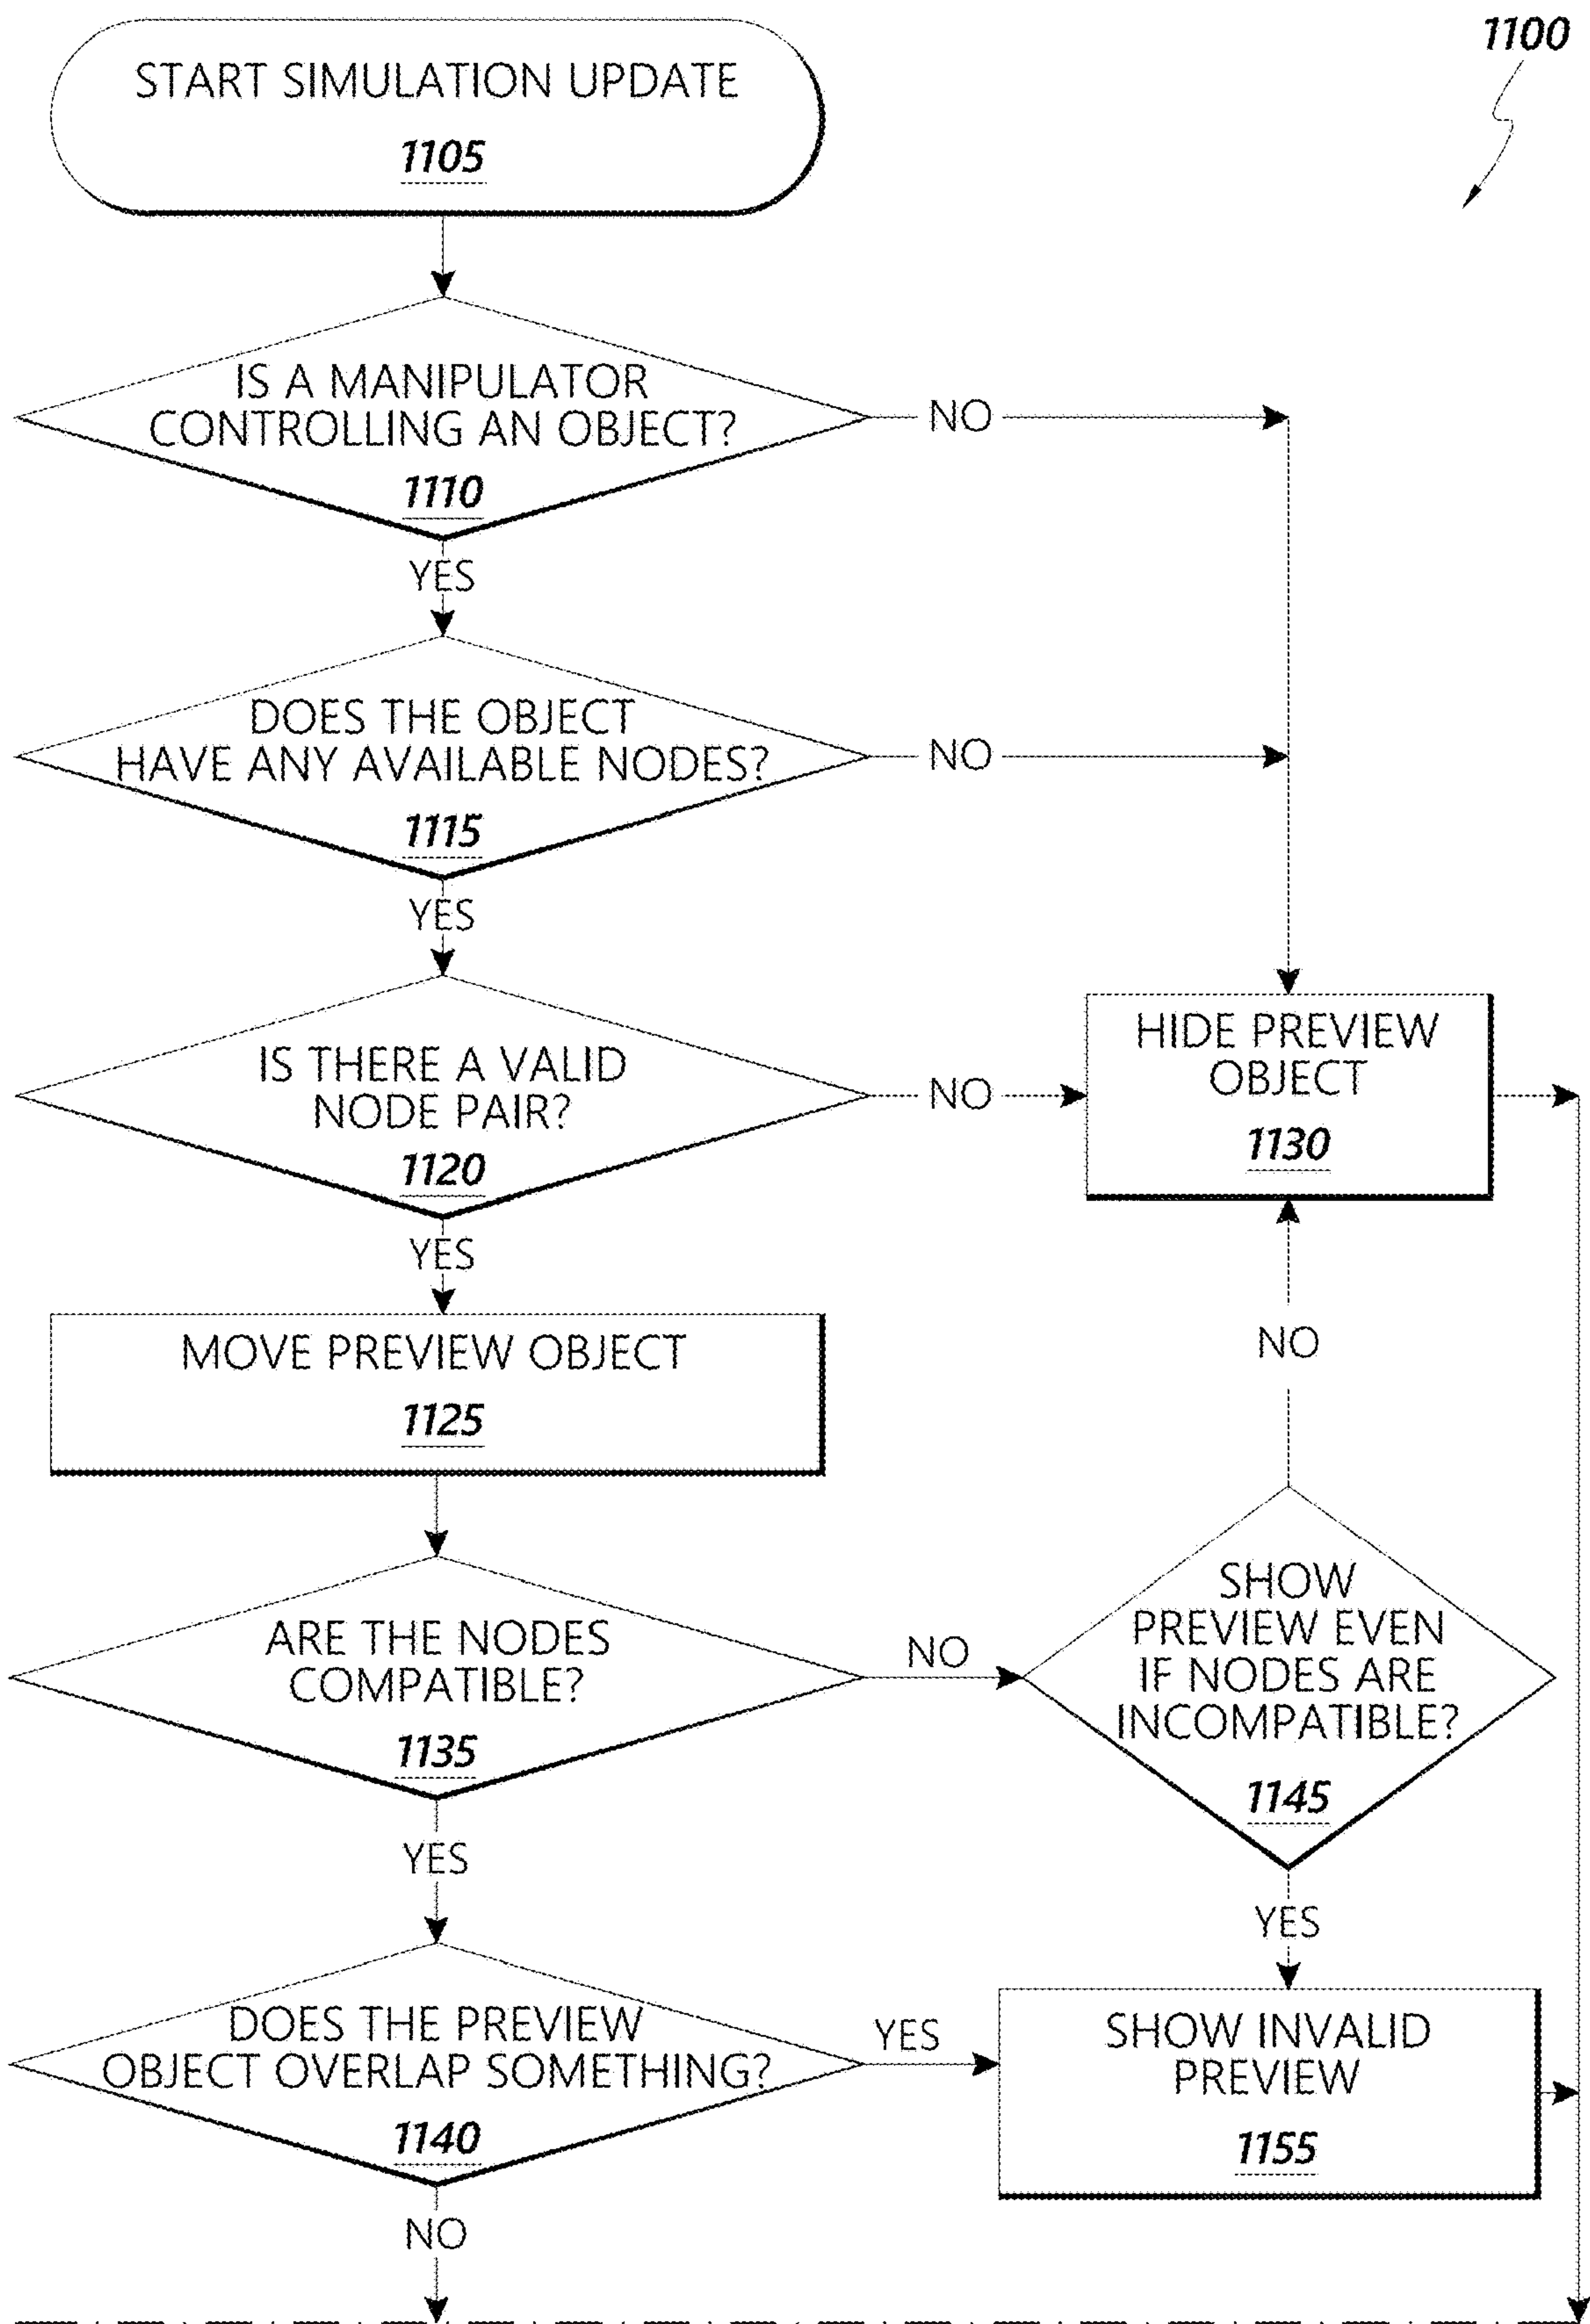 1100
START SIMULATION UPDATE
1105
IS A MANIPULATOR
CONTROLLING AN OBJECT?
1110
NO
YES
DOES THE OBJECT
HAVE ANY AVAILABLE NODES?
1115
NO
YES
IS THERE A VALID
NODE PAIR?
1120
NO
HIDE PREVIEW
OBJECT
1130
YES
MOVE PREVIEW OBJECT
1125
NO
ARE THE NODES
COMPATIBLE?
1135
NO
SHOW
PREVIEW EVEN
IF NODES ARE
INCOMPATIBLE?
1145
YES
YES
DOES THE PREVIEW
OBJECT OVERLAP SOMETHING?
1140
YES
SHOW INVALID
PREVIEW
1155
NO